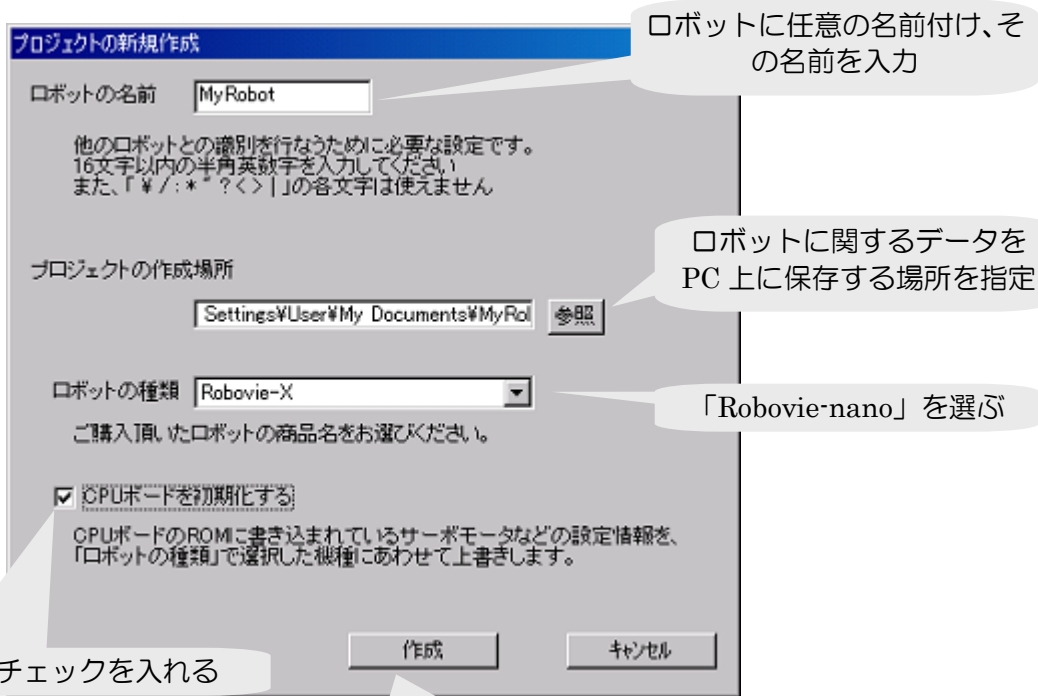 ロボットに任意の名前付け、そ
の名前を入力
プロジェクトの新規作成
ロボットの名前 MyRobot
他のロボットとの識別を行なうために必要な設定です。
16文字以内の半角英数字を入力してください
また、「 ¥ / : * " ? < > | 」の各文字は使えません
ロボットに関するデータを
PC 上に保存する場所を指定
プロジェクトの作成場所
Settings¥User¥My Documents¥MyRo 参照
ロボットの種類 Robovie-X
「Robovie-nano」を選ぶ
ご購入頂いたロボットの商品名をお選びください。
CPUボードを初期化する
CPUボードのROMに書き込まれているサーボモータなどの設定情報を、
「ロボットの種類」で選択した機種にあわせて上書きします。
作成 キャンセル
チェックを入れる